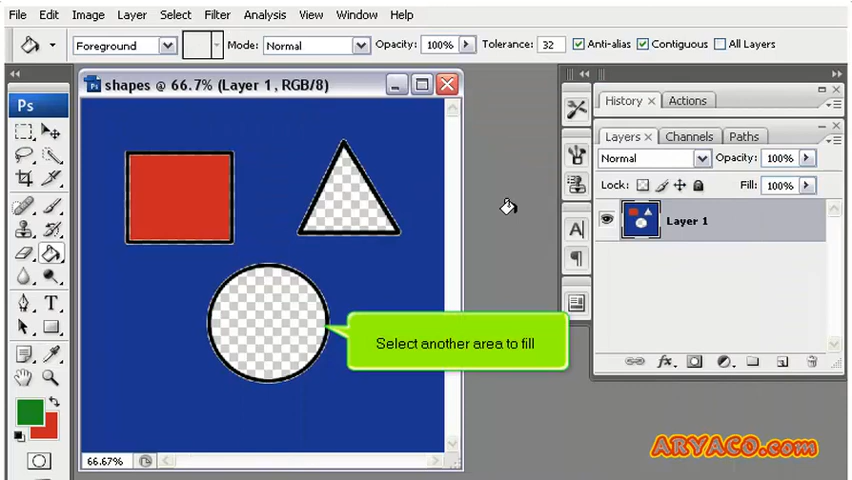 File Edit Image Layer Select Filter Analysis View Window Help
Foreground Mode: Normal Opacity: 100% Tolerance: 32 Anti-alias Contiguous All Layers
shapes @ 66.7% (Layer 1, RGB/8)
Ps
History Actions
Layers Channels Paths
Normal Opacity: 100%
Lock: Fill: 100%
Layer 1
Select another area to fill
66.67%
ARYACO.com